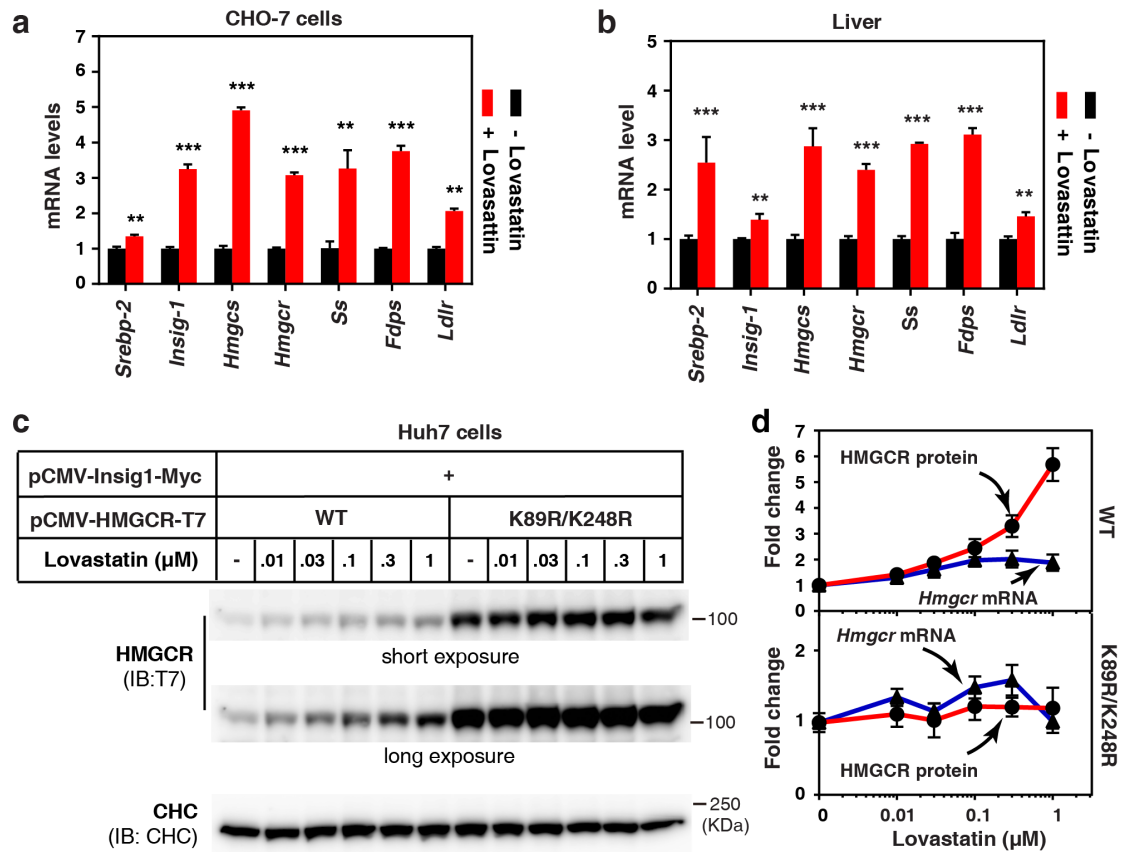 a
CHO-7 cells
7
6
5
4
3
2
1
0
mRNA levels
**
***
***
***
**
***
**
Srebp-2
Insig-1
Hmgcs
Hmgcr
Ss
Fdps
Ldlr
- Lovastatin
+ Lovasattin
b
Liver
5
4
3
2
1
0
mRNA level
***
**
***
***
***
***
**
Srebp-2
Insig-1
Hmgcs
Hmgcr
Ss
Fdps
Ldlr
- Lovastatin
+ Lovasattin
c
Huh7 cells
pCMV-Insig1-Myc +
pCMV-HMGCR-T7 WT K89R/K248R
Lovastatin (µM) - .01 .03 .1 .3 1 - .01 .03 .1 .3 1
100
short exposure
HMGCR
(IB:T7)
100
long exposure
CHC
(IB: CHC)
250
(KDa)
d
7
6
5
4
3
2
1
0
Fold change
HMGCR protein
Hmgcr mRNA
WT
2
1
0
Fold change
Hmgcr mRNA
HMGCR protein
K89R/K248R
0 0.01 0.1 1
Lovastatin (µM)